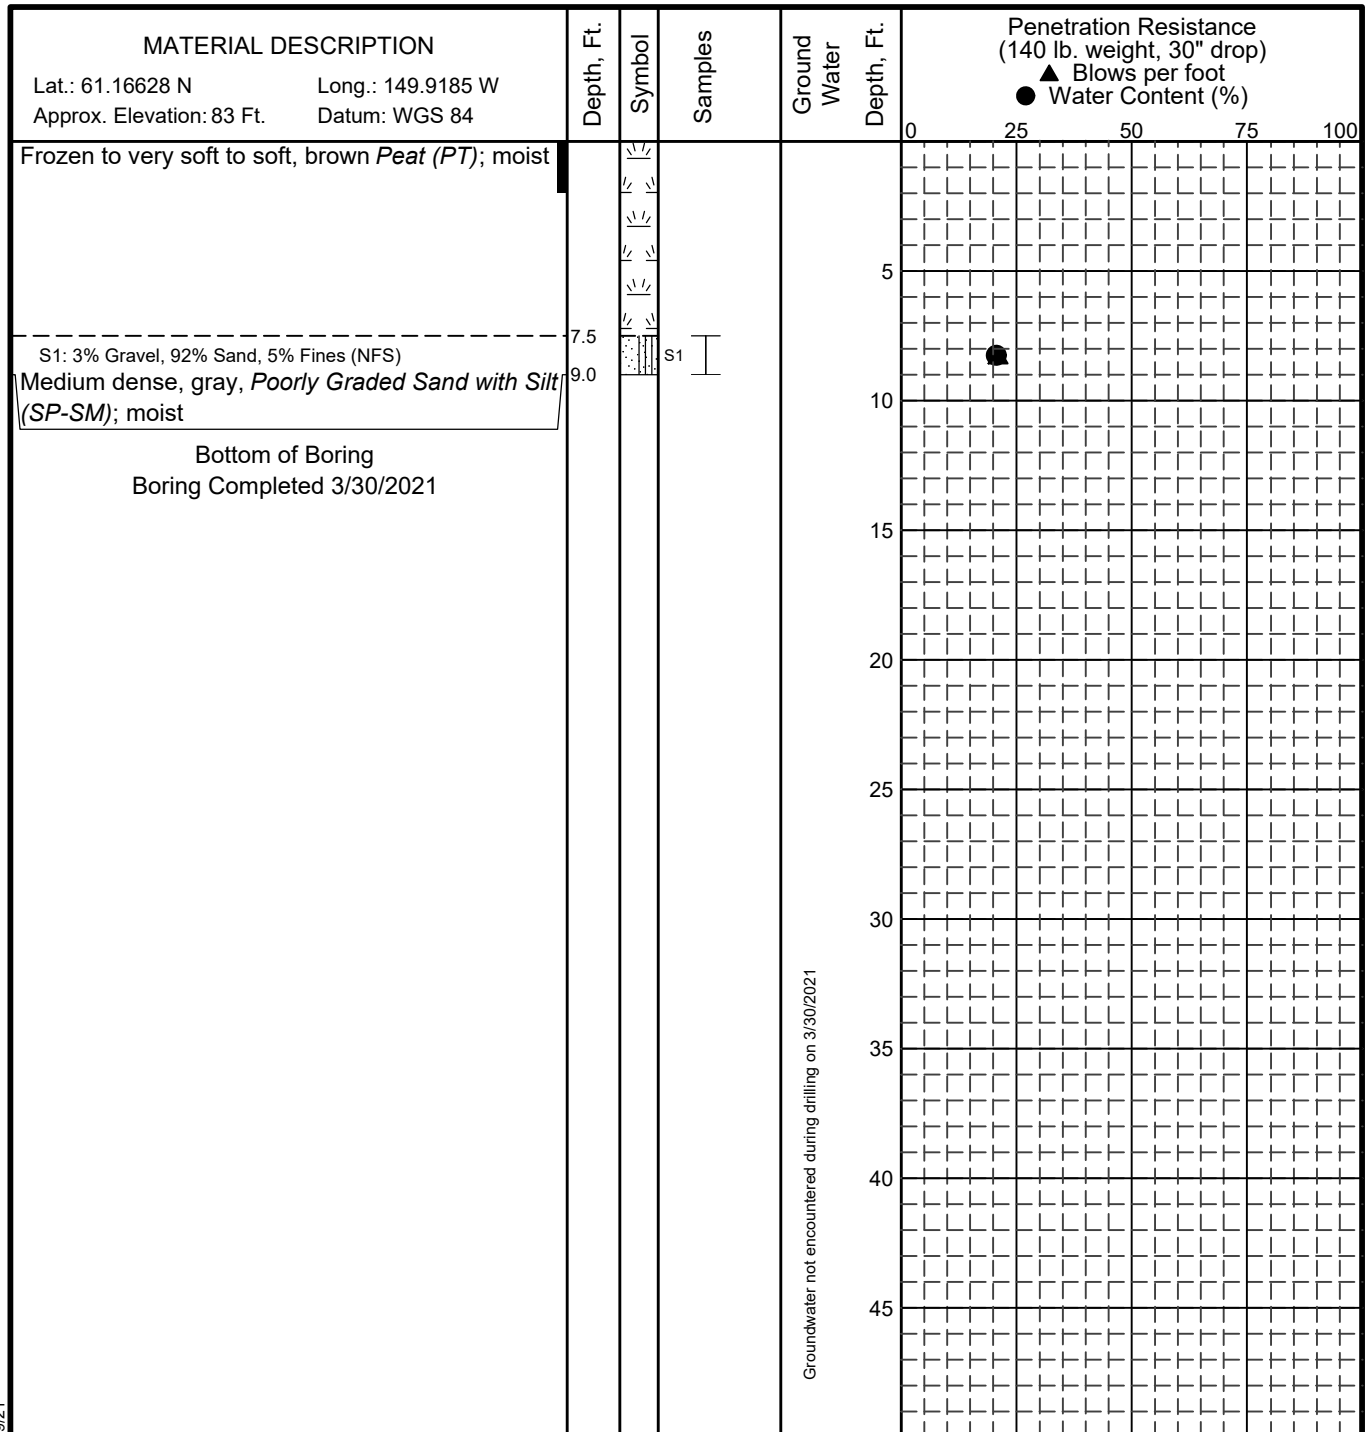 MATERIAL DESCRIPTION
Lat.: 61.16628 N Long.: 149.9185 W
Approx. Elevation: 83 Ft. Datum: WGS 84
Depth, Ft.
Symbol
Samples
Ground
Water
Depth, Ft.
Penetration Resistance
(140 lb. weight, 30" drop)
▲ Blows per foot
● Water Content (%)
0 25 50 75 100
Frozen to very soft to soft, brown Peat (PT); moist
5
7.5
S1: 3% Gravel, 92% Sand, 5% Fines (NFS)
S1
9.0
Medium dense, gray, Poorly Graded Sand with Silt
(SP-SM); moist
10
Bottom of Boring
Boring Completed 3/30/2021
15
20
25
30
35
40
45
Groundwater not encountered during drilling on 3/30/2021